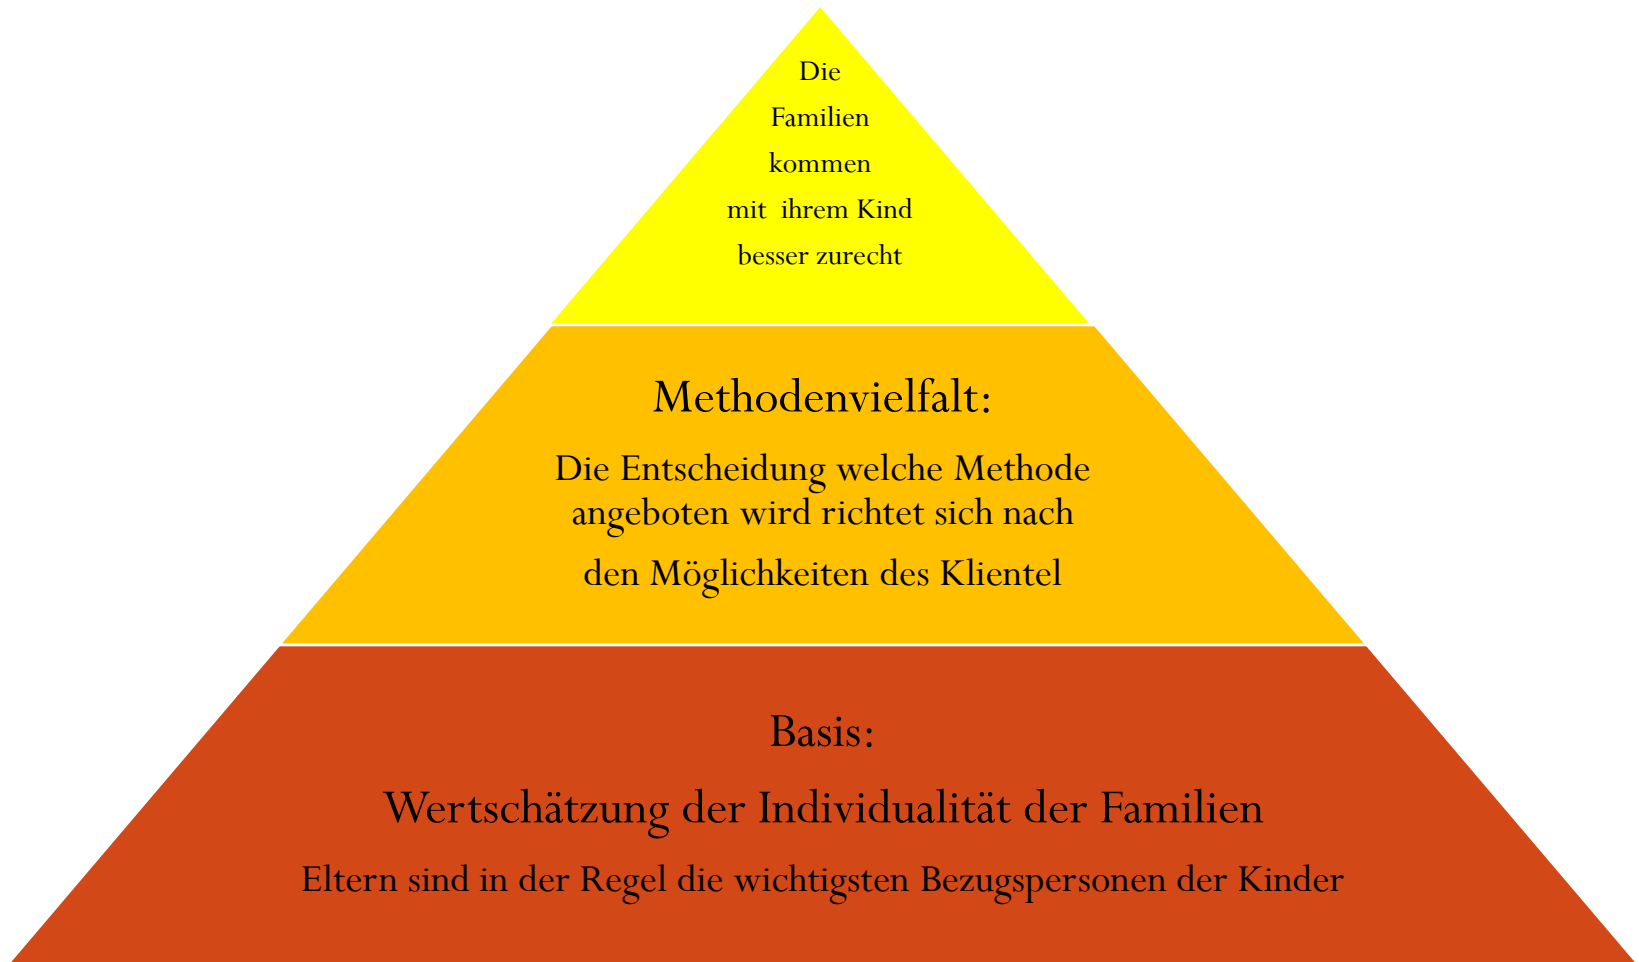 Die
Familien
kommen
mit ihrem Kind
besser zurecht
Methodenvielfalt:
Die Entscheidung welche Methode
angeboten wird richtet sich nach
den Möglichkeiten des Klientel
Basis:
Wertschätzung der Individualität der Familien
Eltern sind in der Regel die wichtigsten Bezugspersonen der Kinder